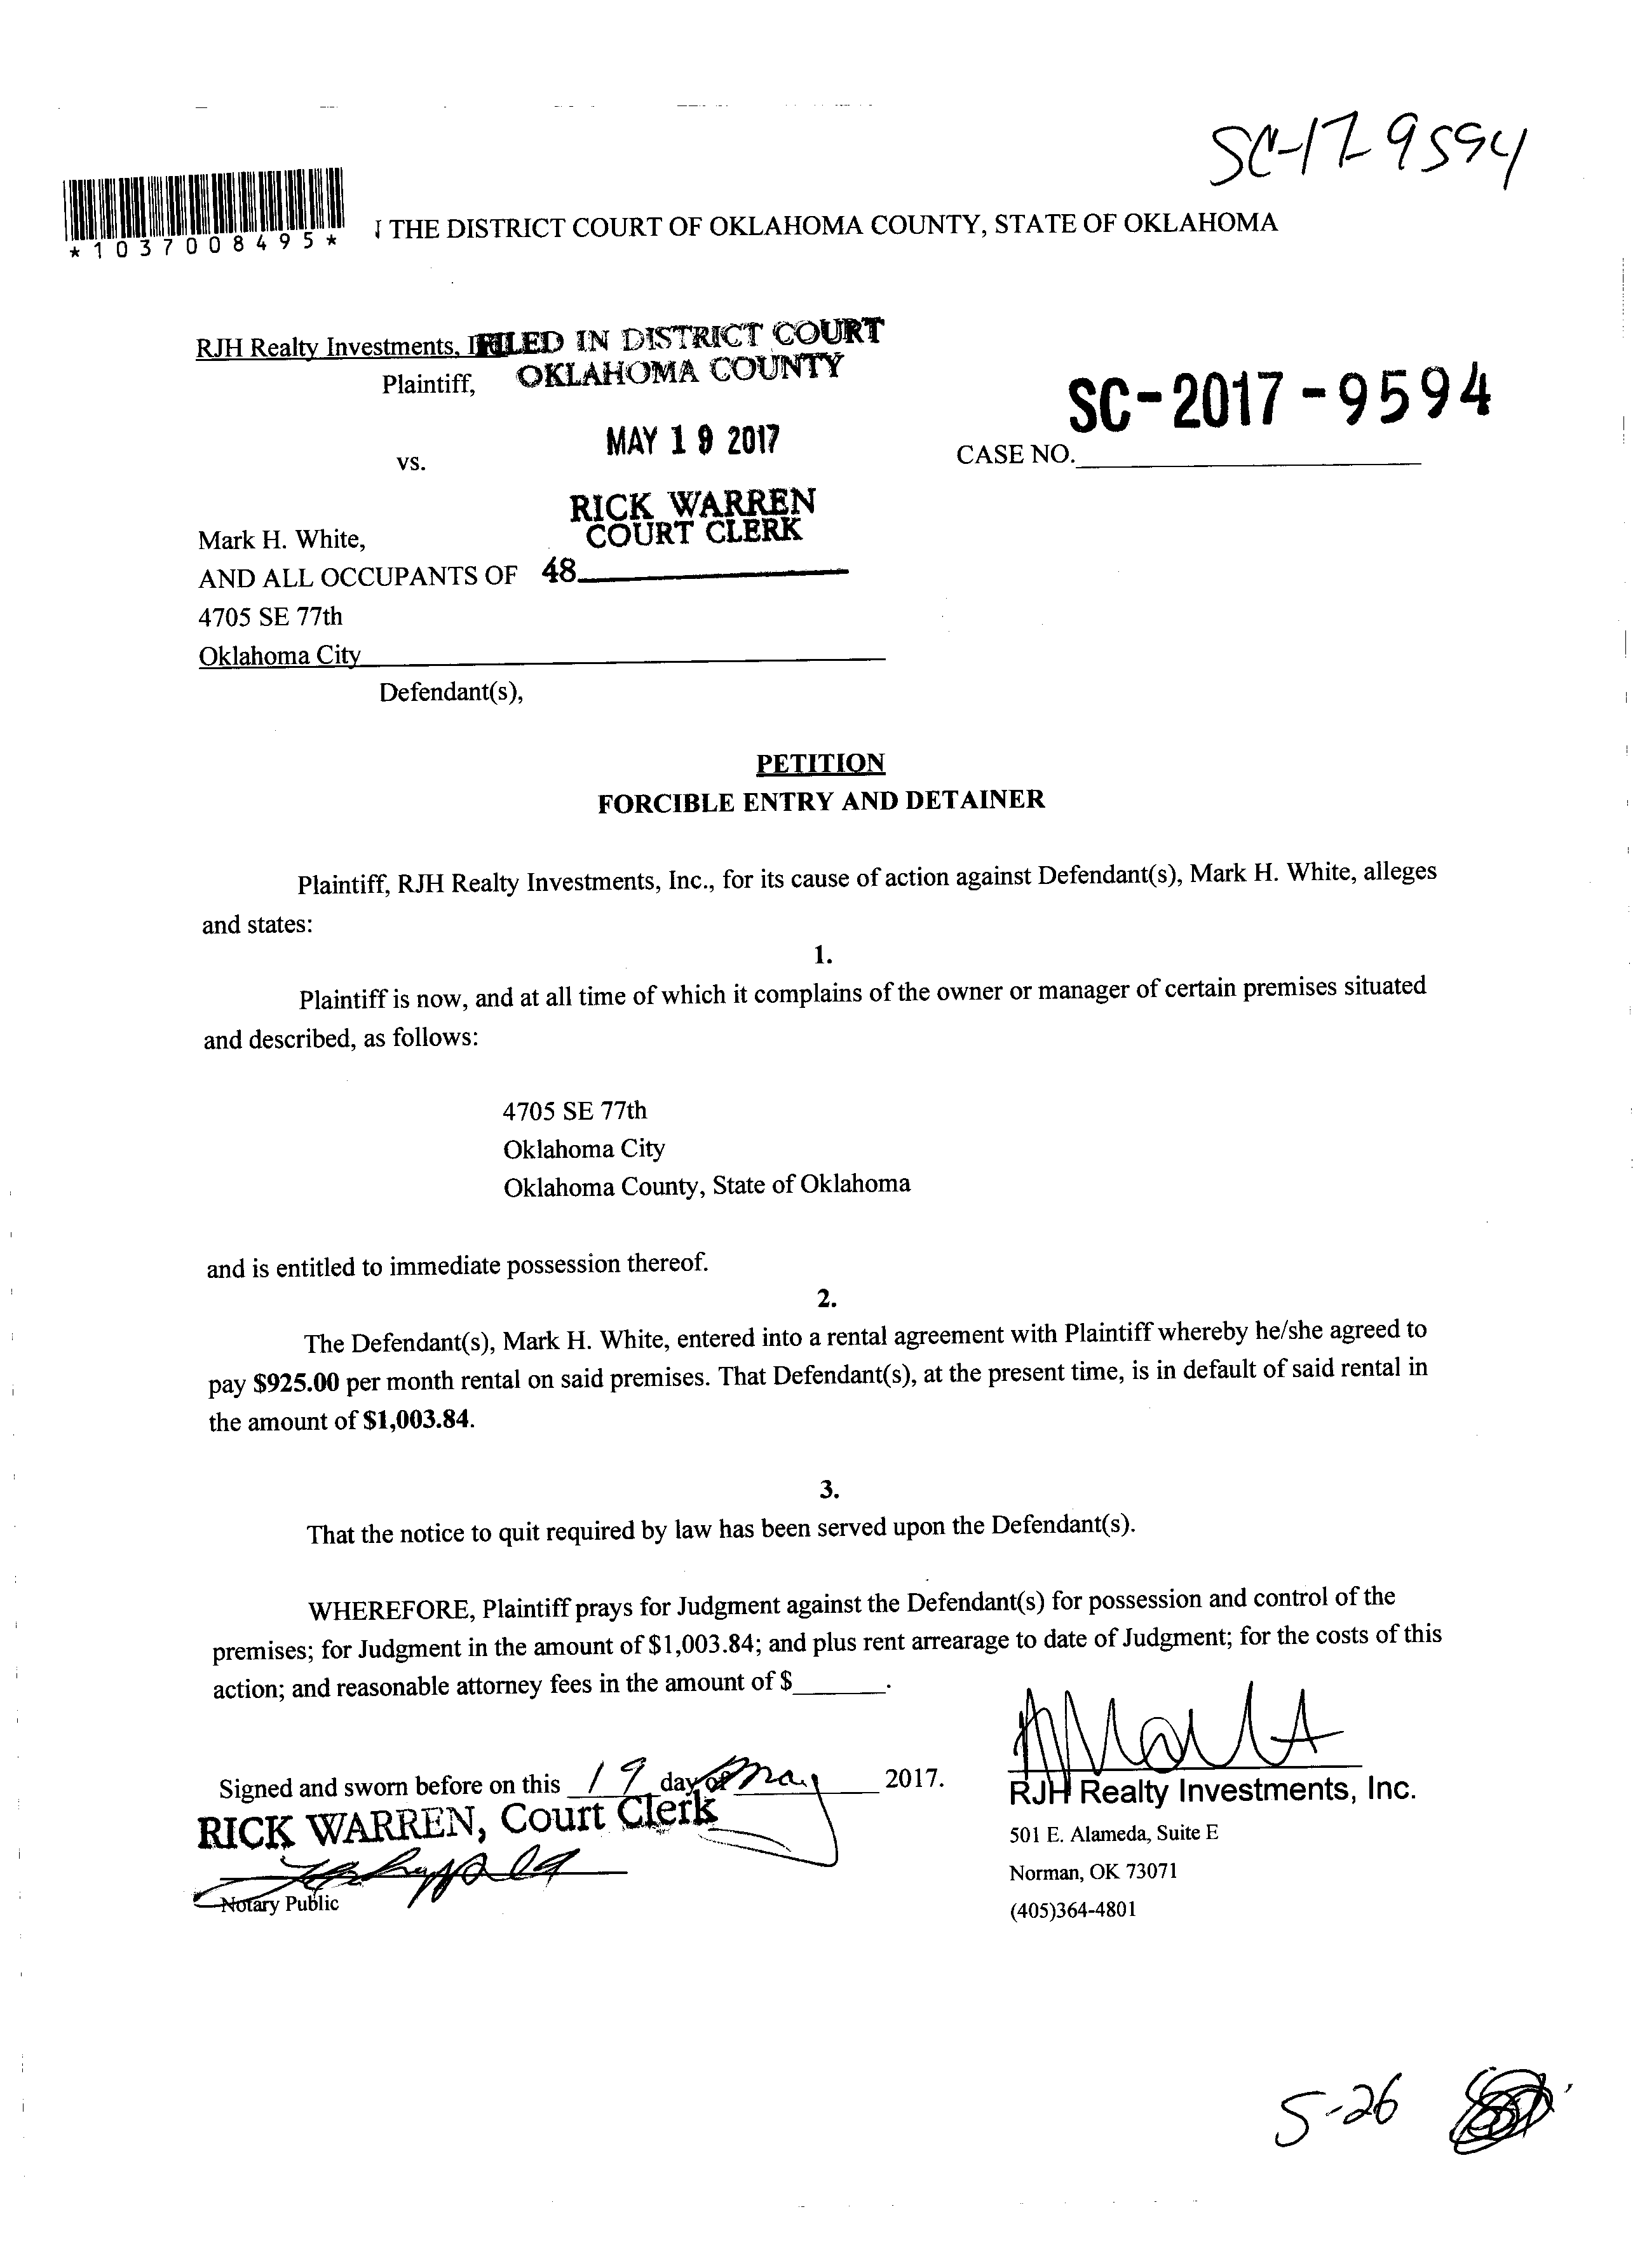 SC-17-9594
*1037008495*
THE DISTRICT COURT OF OKLAHOMA COUNTY, STATE OF OKLAHOMA
RJH Realty Investments,
FILED IN DISTRICT COURT
OKLAHOMA COUNTY
Plaintiff,
SC-2017-9594
MAY 19 2017
CASE NO.
vs.
RICK WARREN
COURT CLERK
Mark H. White,
AND ALL OCCUPANTS OF
48
4705 SE 77th
Oklahoma City
Defendant(s),
PETITION
FORCIBLE ENTRY AND DETAINER
Plaintiff, RJH Realty Investments, Inc., for its cause of action against Defendant(s), Mark H. White, alleges
and states:
1.
Plaintiff is now, and at all time of which it complains of the owner or manager of certain premises situated
and described, as follows:
4705 SE 77th
Oklahoma City
Oklahoma County, State of Oklahoma
and is entitled to immediate possession thereof.
2.
The Defendant(s), Mark H. White, entered into a rental agreement with Plaintiff whereby he/she agreed to
pay $925.00 per month rental on said premises. That Defendant(s), at the present time, is in default of said rental in
the amount of $1,003.84.
3.
That the notice to quit required by law has been served upon the Defendant(s).
WHEREFORE, Plaintiff prays for Judgment against the Defendant(s) for possession and control of the
premises; for Judgment in the amount of $1,003.84; and plus rent arrearage to date of Judgment; for the costs of this
action; and reasonable attorney fees in the amount of $_______.
Signed and sworn before on this 19 day of May 2017.
RICK WARREN, Court Clerk
Notary Public
RJH Realty Investments, Inc.
501 E. Alameda, Suite E
Norman, OK 73071
(405)364-4801
5-26